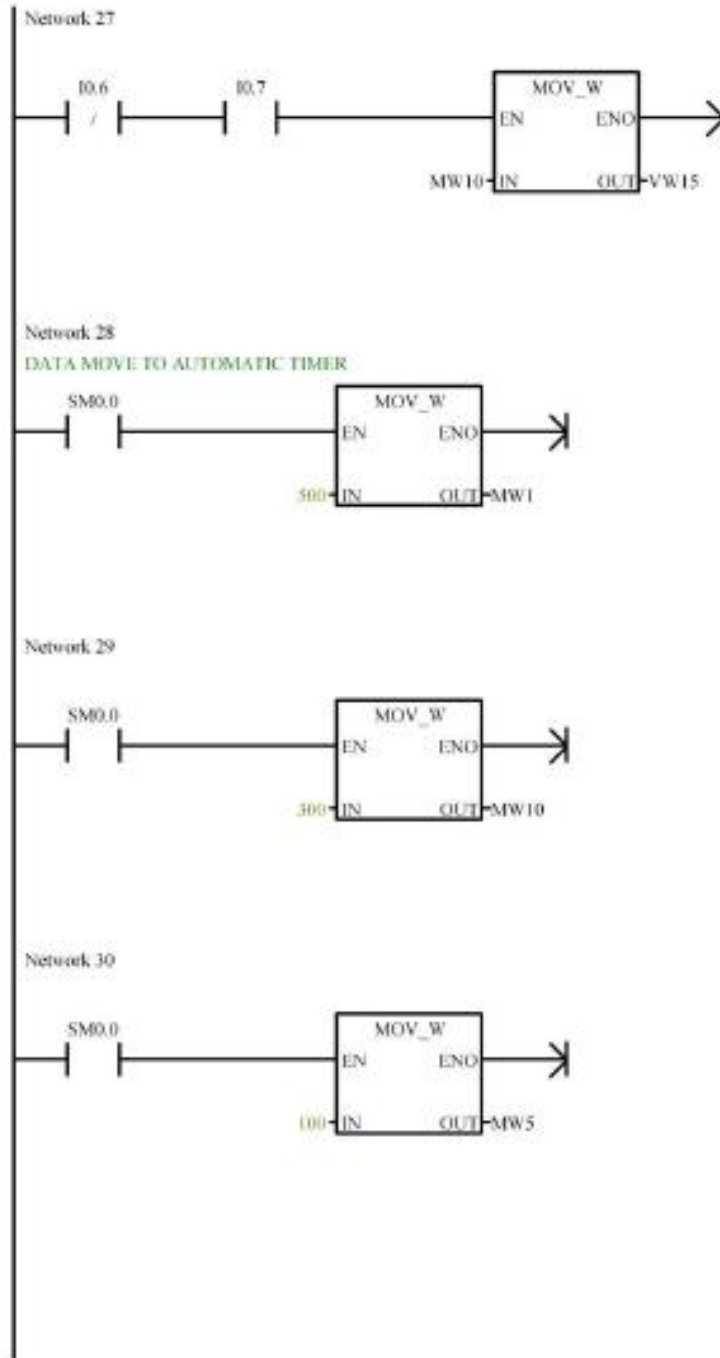 Network 27
I0.6 I0.7 MOV_W
/ EN ENO
MW10 IN OUT VW15
Network 28
DATA MOVE TO AUTOMATIC TIMER
SM0.0 MOV_W
EN ENO
500 IN OUT MW1
Network 29
SM0.0 MOV_W
EN ENO
300 IN OUT MW10
Network 30
SM0.0 MOV_W
EN ENO
100 IN OUT MW5